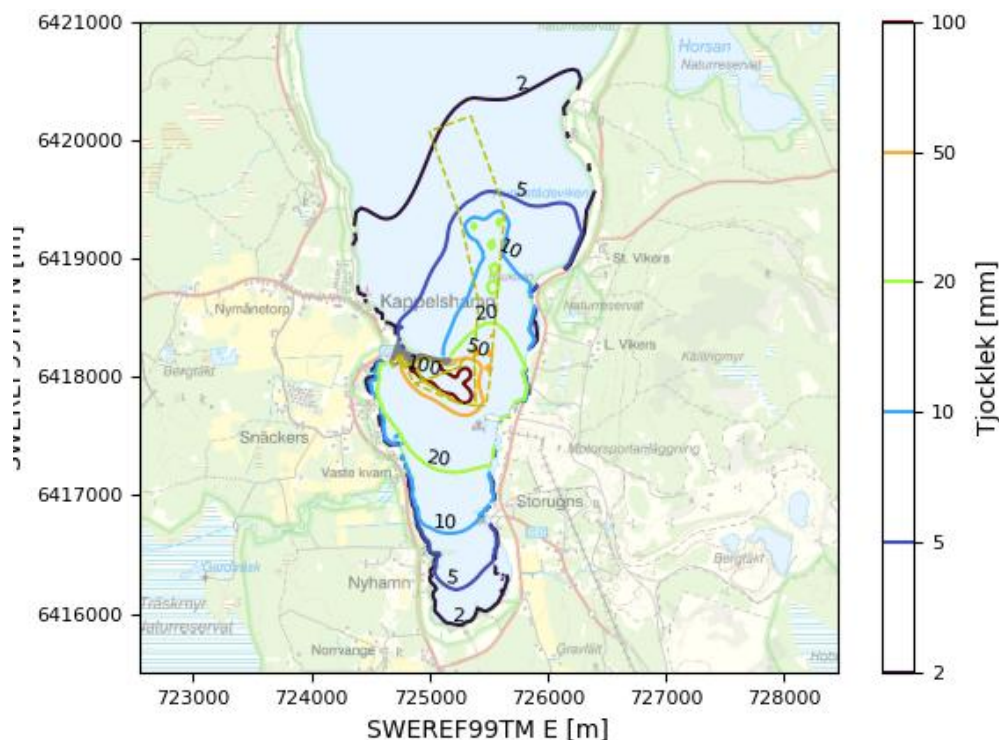 6421000
6420000
6419000
6418000
6417000
6416000
723000
724000
725000
726000
727000
728000
SWEREF99TM E [m]
Naturreservat
Horsan
Naturreservat
2
5
10
20
50
100
20
10
5
2
St. Vikers
Naturreservat
L. Vikers
Kappelshamn
Nymånetorp
Bergtäkt
Snäckers
Vaste kvarn
Källingmyr
Motorsportanläggning
Storugns
Bergtäkt
Nyhamn
Träskmyr
Naturreservat
Norrvange
Gravfält
100
50
20
10
5
2
Tjocklek [mm]